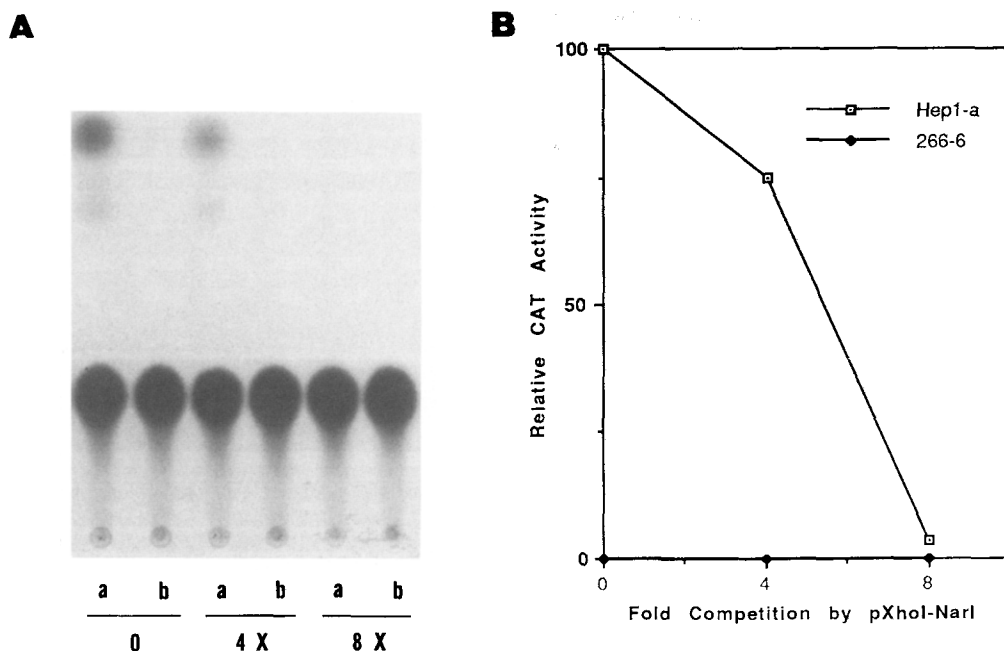 A
a b a b a b
0 4 X 8 X
B
100
50
0
Relative CAT Activity
Hep1-a
266-6
0 4 8
Fold Competition by pXhoI-NarI